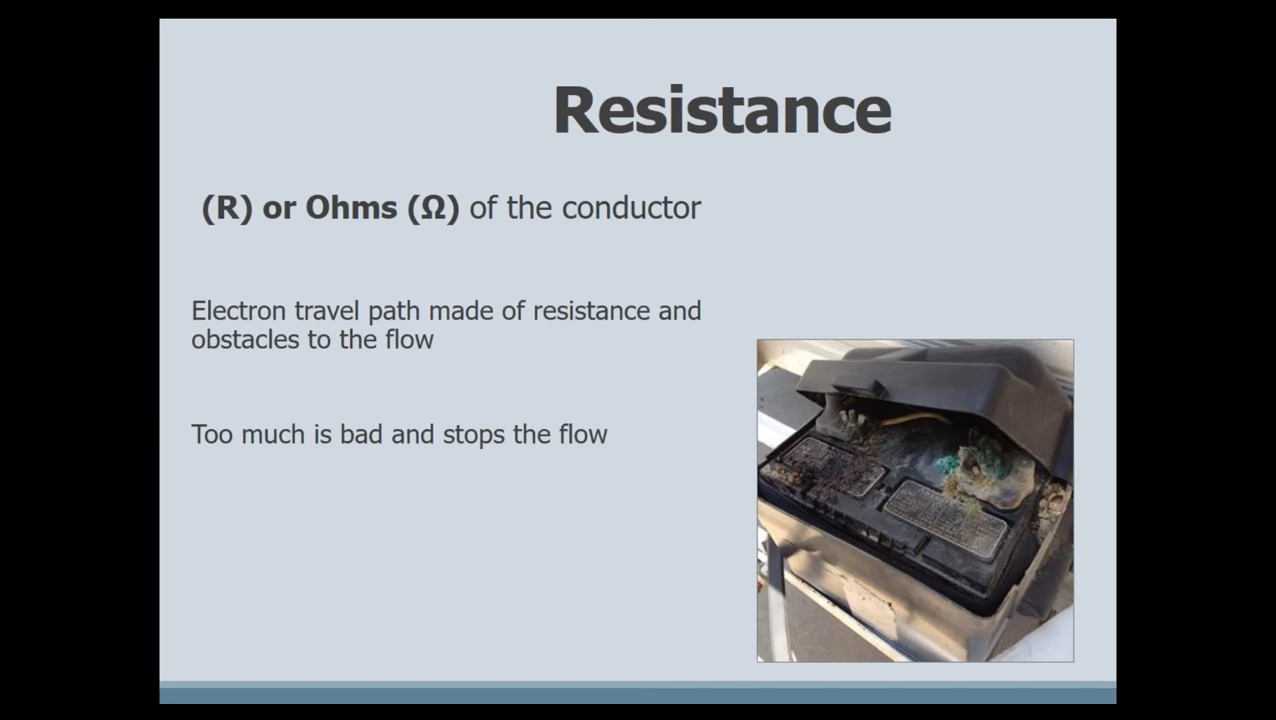 Resistance
(R) or Ohms (Ω) of the conductor
Electron travel path made of resistance and
obstacles to the flow
Too much is bad and stops the flow